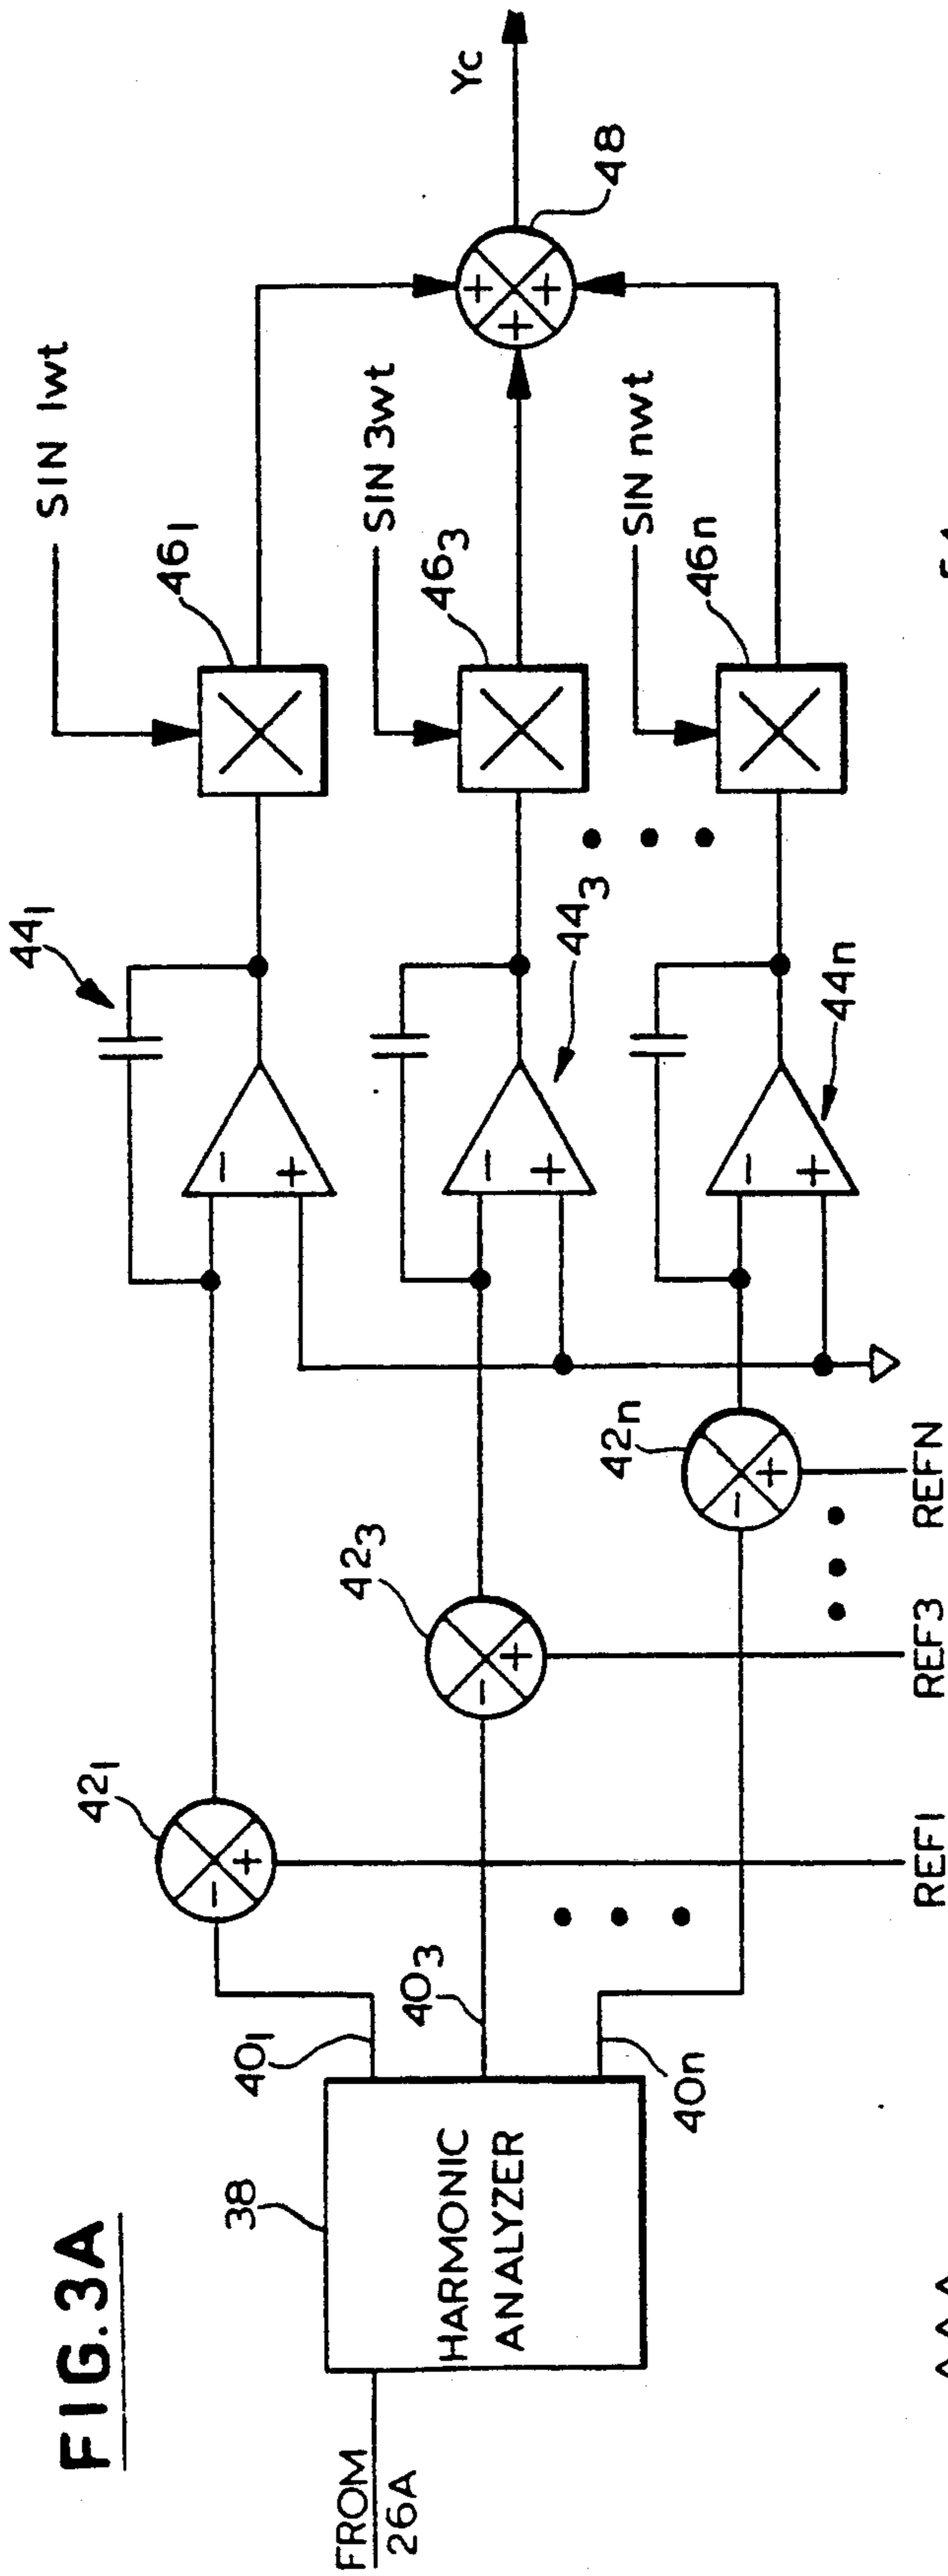 FIG.3A
FROM
26A
38
HARMONIC
ANALYZER
40₁
40₃
40n
42₁
42₃
42n
REF1
REF3
REFN
44₁
44₃
44n
46₁
46₃
46n
SIN 1wt
SIN 3wt
SIN nwt
48
Yc